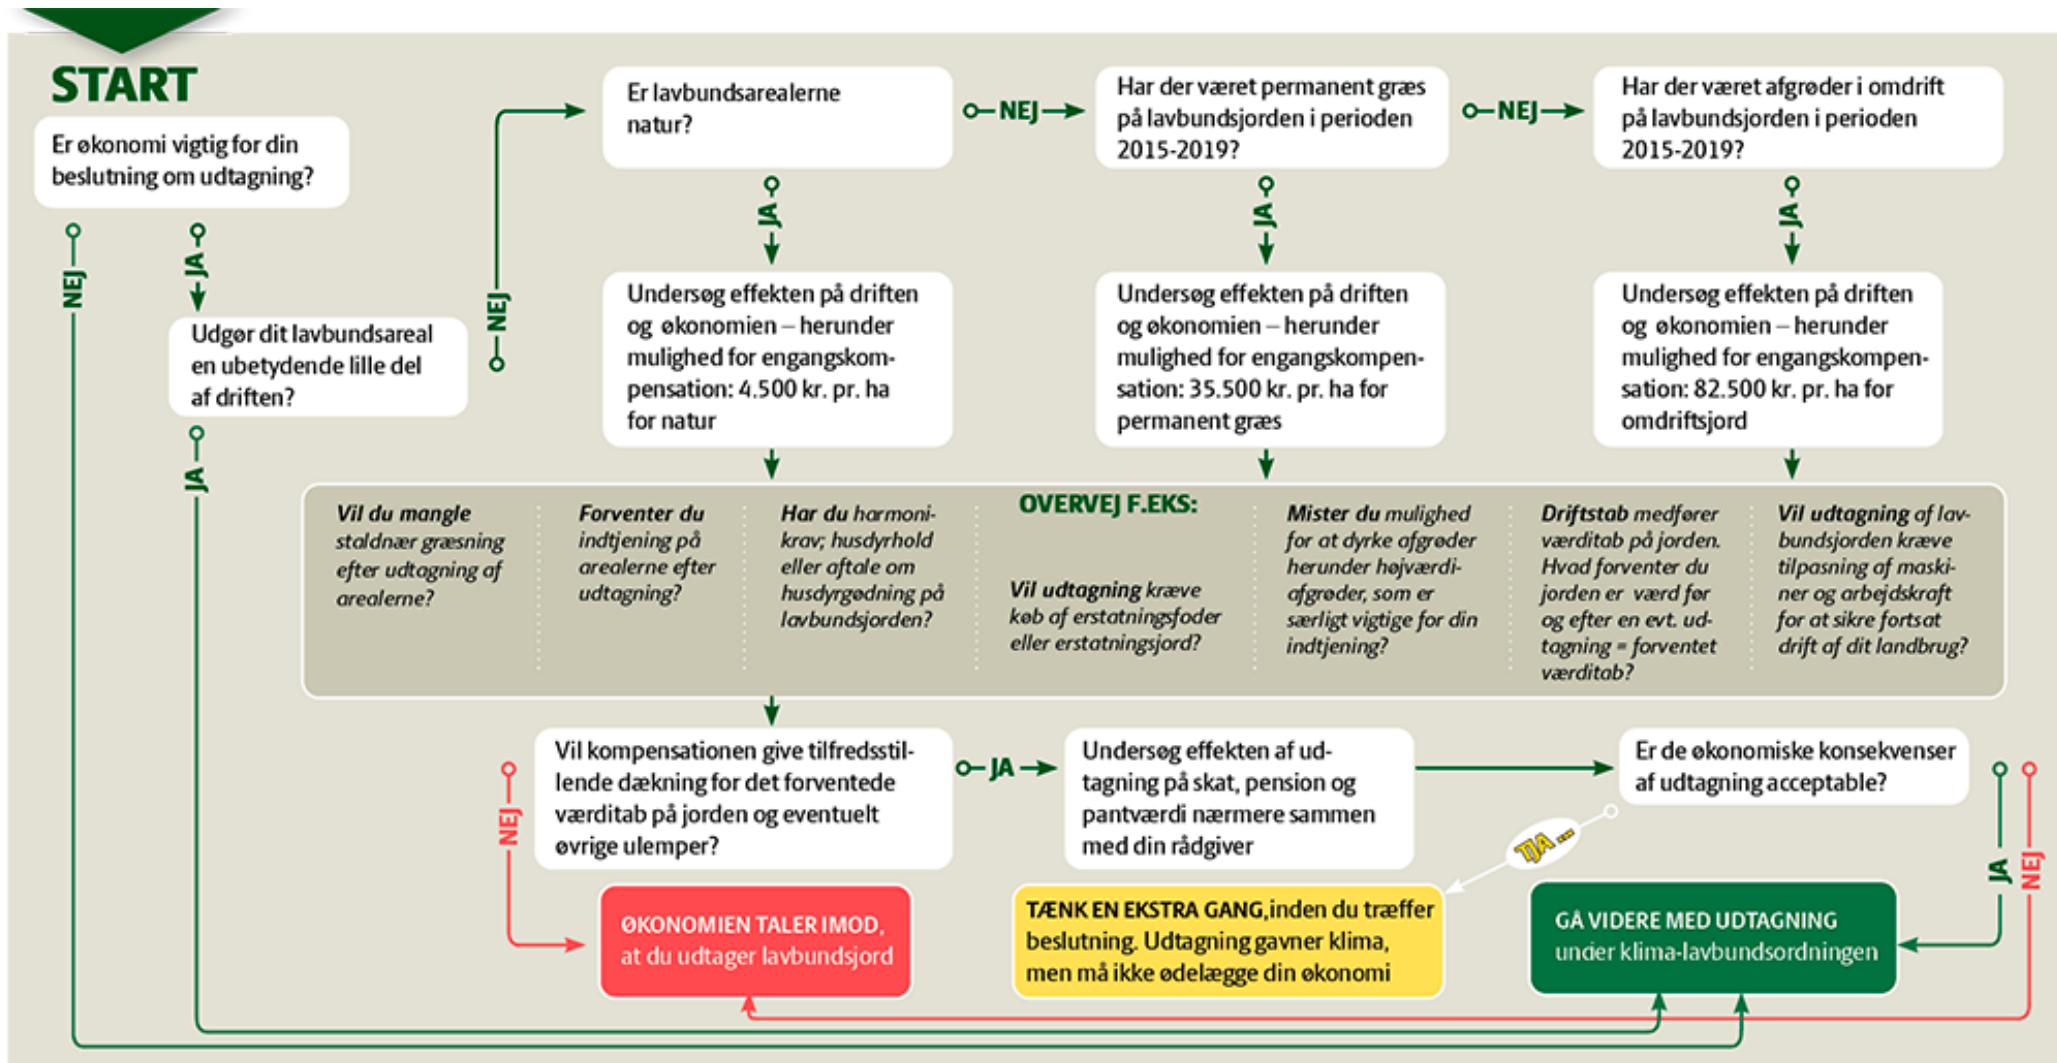 START
Er økonomi vigtig for din
beslutning om udtagning?
NEJ
JA
Udgør dit lavbundsareal
en ubetydende lille del
af driften?
JA
NEJ
Er lavbundsarealerne
natur?
NEJ
Har der været permanent græs
på lavbundsjorden i perioden
2015-2019?
NEJ
Har der været afgrøder i omdrift
på lavbundsjorden i perioden
2015-2019?
JA
JA
JA
Undersøg effekten på driften
og økonomien – herunder
mulighed for engangskom-
pensation: 4.500 kr. pr. ha
for natur
Undersøg effekten på driften
og økonomien – herunder
mulighed for engangskompen-
sation: 35.500 kr. pr. ha for
permanent græs
Undersøg effekten på driften
og økonomien – herunder
mulighed for engangskompen-
sation: 82.500 kr. pr. ha for
omdriftsjord
OVERVEJ F.EKS:
Vil du mangle
staldnær græsning
efter udtagning af
arealerne?
Forventer du
indtjening på
arealerne efter
udtagning?
Har du harmoni-
krav; husdyrhold
eller aftale om
husdyrgødning på
lavbundsjorden?
Vil udtagning kræve
køb af erstatningsfoder
eller erstatningsjord?
Mister du mulighed
for at dyrke afgrøder
herunder højværdi-
afgrøder, som er
særligt vigtige for din
indtjening?
Driftstab medfører
værditab på jorden.
Hvad forventer du
jorden er værd før
og efter en evt. ud-
tagning = forventet
værditab?
Vil udtagning af lav-
bundsjorden kræve
tilpasning af maski-
ner og arbejdskraft
for at sikre fortsat
drift af dit landbrug?
Vil kompensationen give tilfredsstil-
lende dækning for det forventede
værditab på jorden og eventuelt
øvrige ulemper?
NEJ
JA
Undersøg effekten af ud-
tagning på skat, pension og
pantværdi nærmere sammen
med din rådgiver
Er de økonomiske konsekvenser
af udtagning acceptable?
TJA ...
JA
NEJ
ØKONOMIEN TALER IMOD,
at du udtager lavbundsjord
TÆNK EN EKSTRA GANG, inden du træffer
beslutning. Udtagning gavner klima,
men må ikke ødelægge din økonomi
GÅ VIDERE MED UDTAGNING
under klima-lavbundsordningen